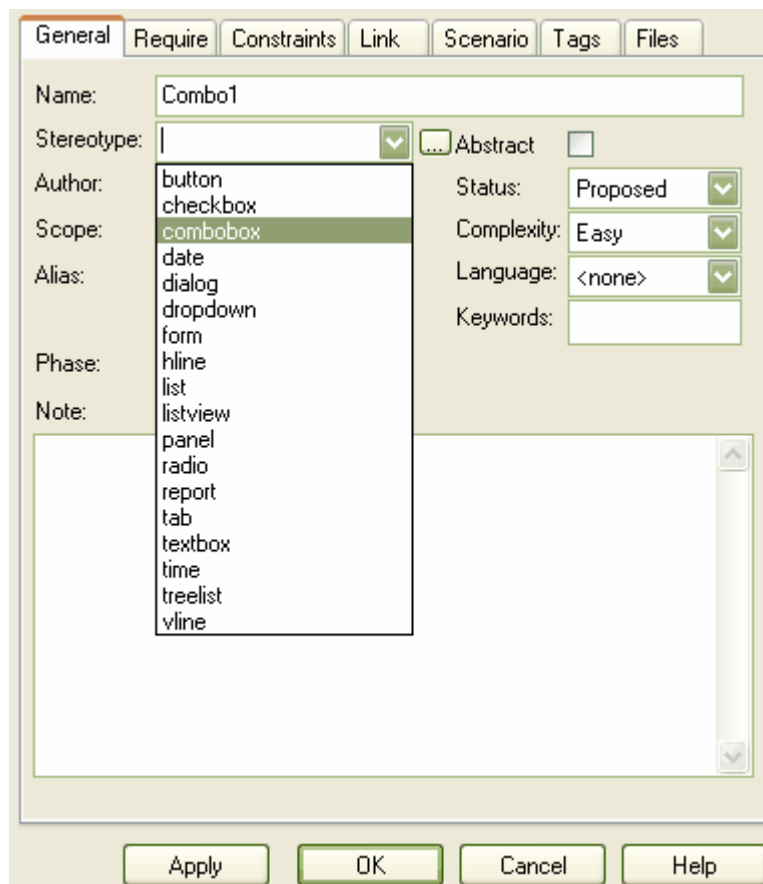 General Require Constraints Link Scenario Tags Files
Name: Combo1
Stereotype: ... Abstract
Author: Status: Proposed
Scope: Complexity: Easy
Alias: Language: <none>
Keywords:
Phase:
Note:
button
checkbox
combobox
date
dialog
dropdown
form
hline
list
listview
panel
radio
report
tab
textbox
time
treelist
vline
Apply OK Cancel Help